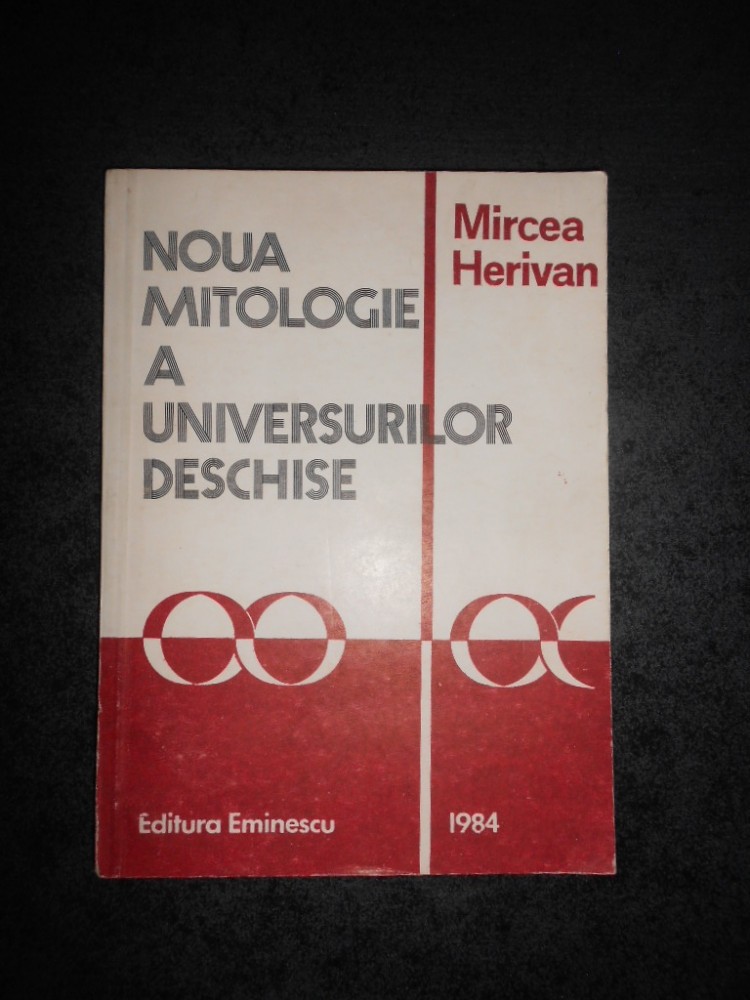 NOUA
MITOLOGIE
A
UNIVERSURILOR
DESCHISE
Mircea
Herivan
Editura Eminescu
1984